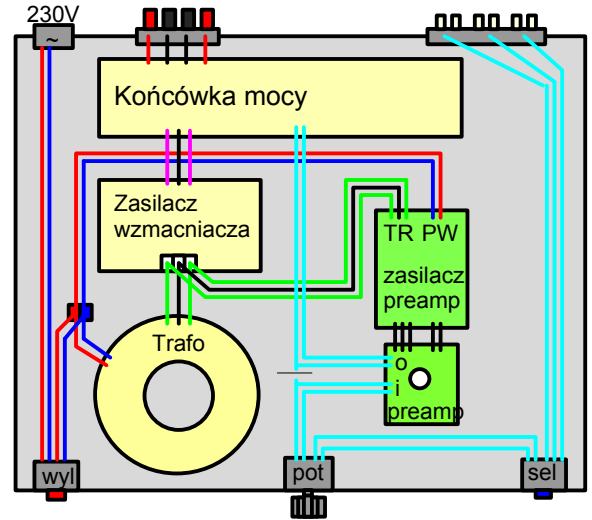 230V
~
Końcówka mocy
Zasilacz
wzmacniacza
TR PW
zasilacz
preamp
Trafo
o
i
preamp
wyl
pot
sel